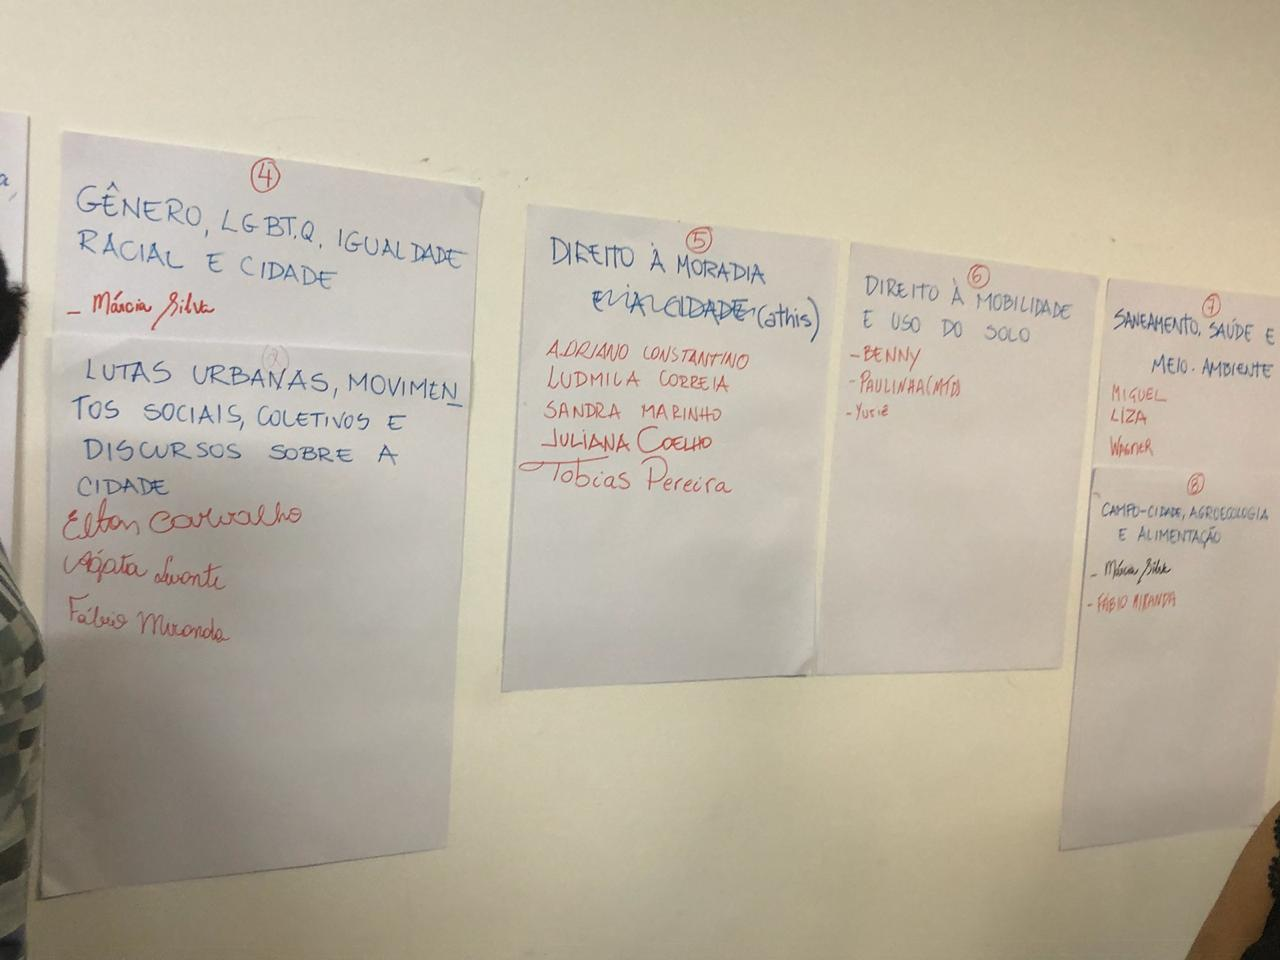 4
GÊNERO, LGBT.Q, IGUALDADE
RACIAL E CIDADE
- Márcia Silva
2
LUTAS URBANAS, MOVIMEN
TOS SOCIAIS, COLETIVOS E
DISCURSOS SOBRE A
CIDADE
Elton Carvalho
Ágata
Fábio Miranda
5
DIREITO À MORADIA
CIDADE (athis)
ADRIANO CONSTANTINO
LUDMILA CORREIA
SANDRA MARINHO
JULIANA COELHO
Tobias Pereira
6
DIREITO À MOBILIDADE
E USO DO SOLO
- BENNY
- PAULINHA (MTD)
7
SANEAMENTO, SAÚDE E
MEIO-AMBIENTE
MIGUEL
LIZA
WAGNER
8
CAMPO-CIDADE, AGROECOLOGIA
E ALIMENTAÇÃO
- Márcia Silva
- FÁBIO MIRANDA